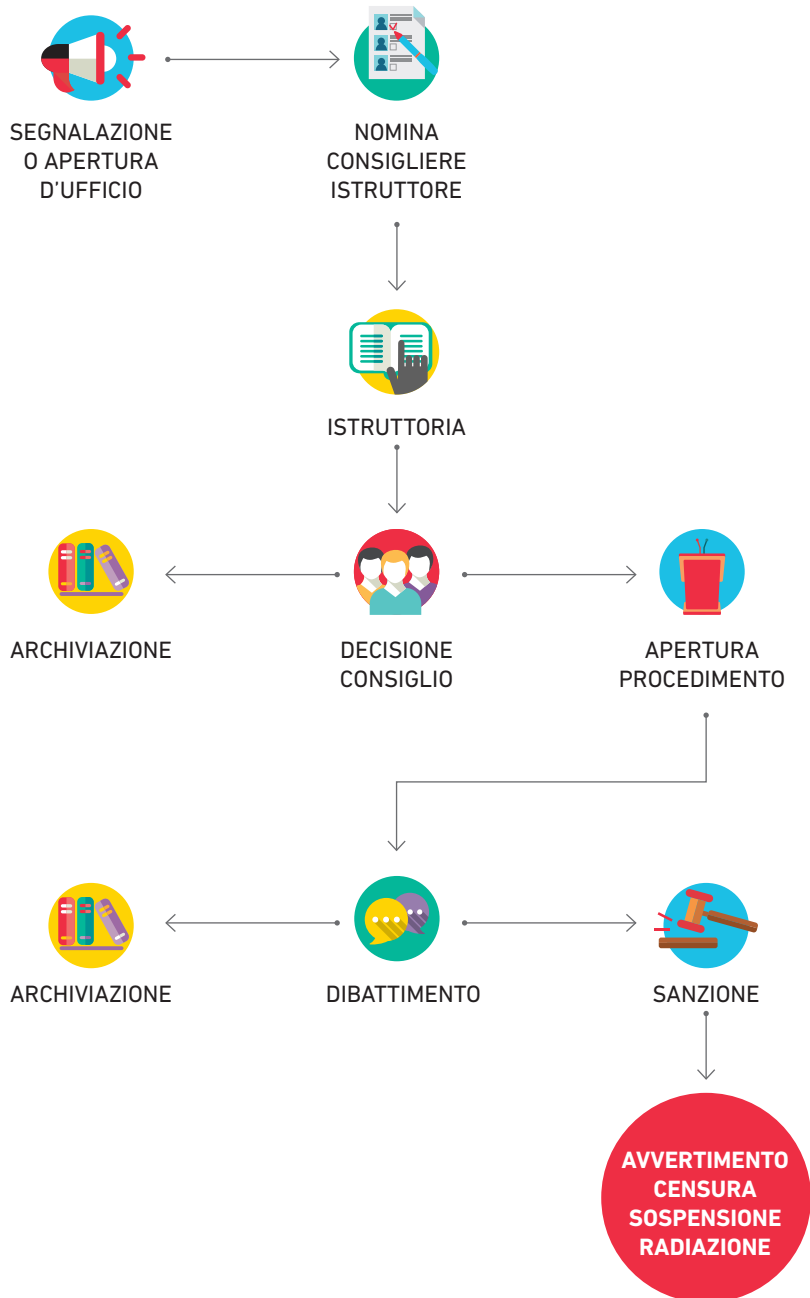 SEGNALAZIONE
O APERTURA
D'UFFICIO
NOMINA
CONSIGLIERE
ISTRUTTORE
ISTRUTTORIA
ARCHIVIAZIONE
DECISIONE
CONSIGLIO
APERTURA
PROCEDIMENTO
ARCHIVIAZIONE
DIBATTIMENTO
SANZIONE
AVVERTIMENTO
CENSURA
SOSPENSIONE
RADIAZIONE